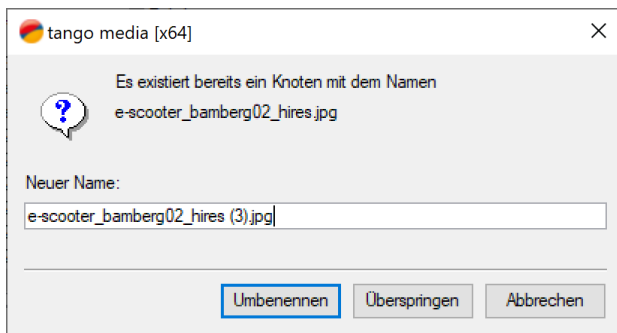 tango media [x64]
Es existiert bereits ein Knoten mit dem Namen
e-scooter_bamberg02_hires.jpg
Neuer Name:
e-scooter_bamberg02_hires (3).jpg
Umbenennen Überspringen Abbrechen